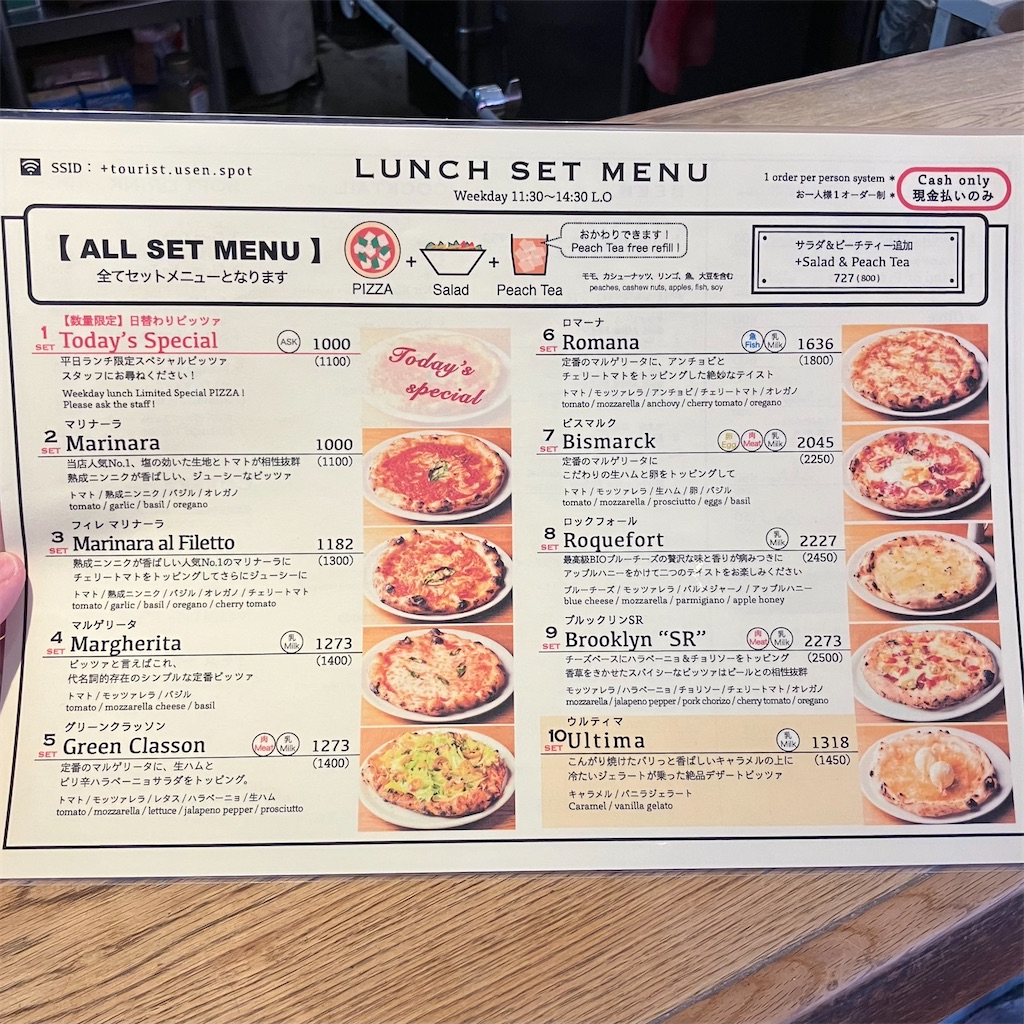 SSID： +tourist.usen.spot
LUNCH SET MENU
Weekday 11:30～14:30 L.O
1 order per person system *
お一人様1オーダー制 *
Cash only
現金払いのみ
【 ALL SET MENU 】
全てセットメニューとなります
PIZZA
+
Salad
+
Peach Tea
おかわりできます！
Peach Tea free refill !
モモ、カシューナッツ、リンゴ、魚、大豆を含む
peaches, cashew nuts, apples, fish, soy
サラダ&ピーチティー追加
+Salad & Peach Tea
727 (800)
【数量限定】日替わりピッツァ
1 SET Today's Special ASK 1000
(1100)
平日ランチ限定スペシャルピッツァ
スタッフにお尋ねください！
Weekday lunch Limited Special PIZZA !
Please ask the staff !
Today's
special
マリナーラ
2 SET Marinara 1000
(1100)
当店人気No.1、塩の効いた生地とトマトが相性抜群
熟成ニンニクが香ばしい、ジューシーなピッツァ
トマト / 熟成ニンニク / バジル / オレガノ
tomato / garlic / basil / oregano
フィレ マリナーラ
3 SET Marinara al Filetto 1182
(1300)
熟成ニンニクが香ばしい人気No.1のマリナーラに
チェリートマトをトッピングしてさらにジューシーに
トマト / 熟成ニンニク / バジル / オレガノ / チェリートマト
tomato / garlic / basil / oregano / cherry tomato
マルゲリータ
4 SET Margherita 乳 Milk 1273
(1400)
ピッツァと言えばこれ、
代名詞的存在のシンプルな定番ピッツァ
トマト / モッツァレラ / バジル
tomato / mozzarella cheese / basil
グリーンクラッソン
5 SET Green Classon 肉 Meat 乳 Milk 1273
(1400)
定番のマルゲリータに、生ハムと
ピリ辛ハラペーニョサラダをトッピング。
トマト / モッツァレラ / レタス / ハラペーニョ / 生ハム
tomato / mozzarella / lettuce / jalapeno pepper / prosciutto
ロマーナ
6 SET Romana 魚 Fish 乳 Milk 1636
(1800)
定番のマルゲリータに、アンチョビと
チェリートマトをトッピングした絶妙なテイスト
トマト / モッツァレラ / アンチョビ / チェリートマト / オレガノ
tomato / mozzarella / anchovy / cherry tomato / oregano
ビスマルク
7 SET Bismarck 卵 Egg 肉 Meat 乳 Milk 2045
(2250)
定番のマルゲリータに
こだわりの生ハムと卵をトッピングして
トマト / モッツァレラ / 生ハム / 卵 / バジル
tomato / mozzarella / prosciutto / eggs / basil
ロックフォール
8 SET Roquefort 乳 Milk 2227
(2450)
最高級BIOブルーチーズの贅沢な味と香りが病みつきに
アップルハニーをかけて二つのテイストをお楽しみください
ブルーチーズ / モッツァレラ / パルメジャーノ / アップルハニー
blue cheese / mozzarella / parmigiano / apple honey
ブルックリンSR
9 SET Brooklyn “SR” 肉 Meat 乳 Milk 2273
(2500)
チーズベースにハラペーニョ＆チョリソーをトッピング
香草をきかせたスパイシーなピッツァはビールとの相性抜群
モッツァレラ / ハラペーニョ / チョリソー / チェリートマト / オレガノ
mozzarella / jalapeno pepper / pork chorizo / cherry tomato / oregano
ウルティマ
10 SET Ultima 乳 Milk 1318
(1450)
こんがり焼けたパリっと香ばしいキャラメルの上に
冷たいジェラートが乗った絶品デザートピッツァ
キャラメル / バニラジェラート
Caramel / vanilla gelato